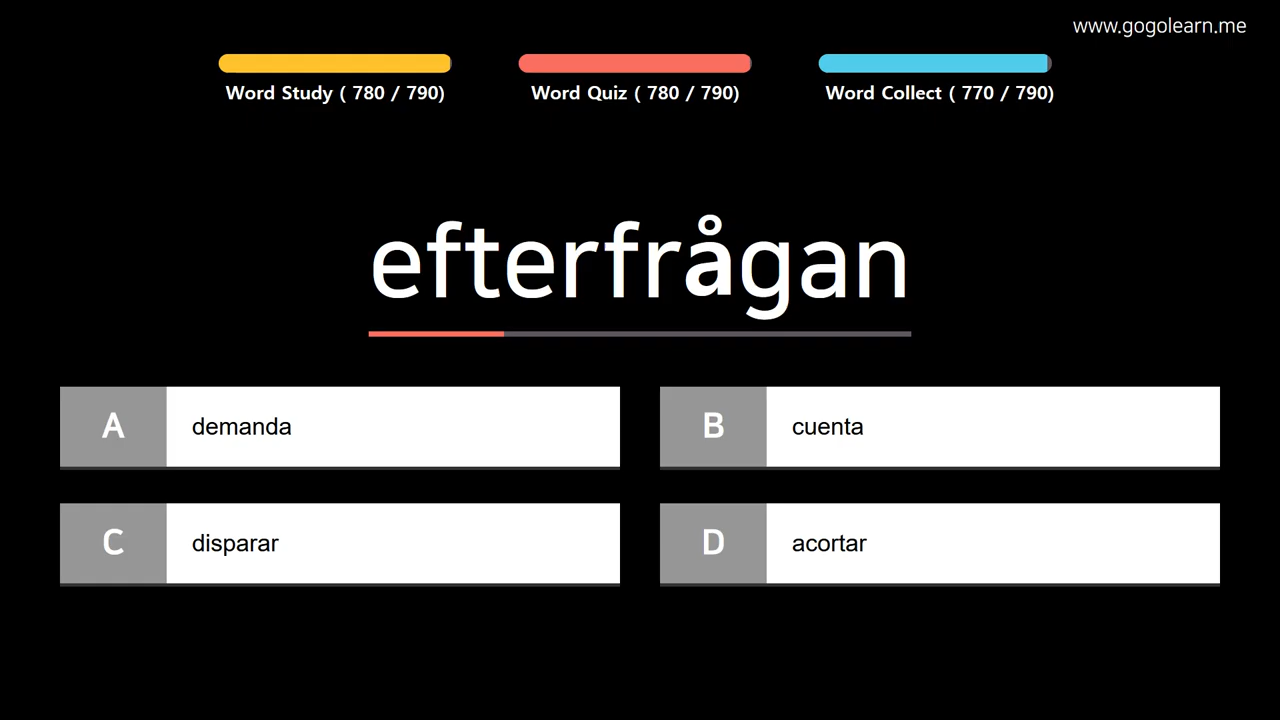 www.gogolearn.me
Word Study ( 780 / 790)
Word Quiz ( 780 / 790)
Word Collect ( 770 / 790)
efterfrågan
A demanda
B cuenta
C disparar
D acortar